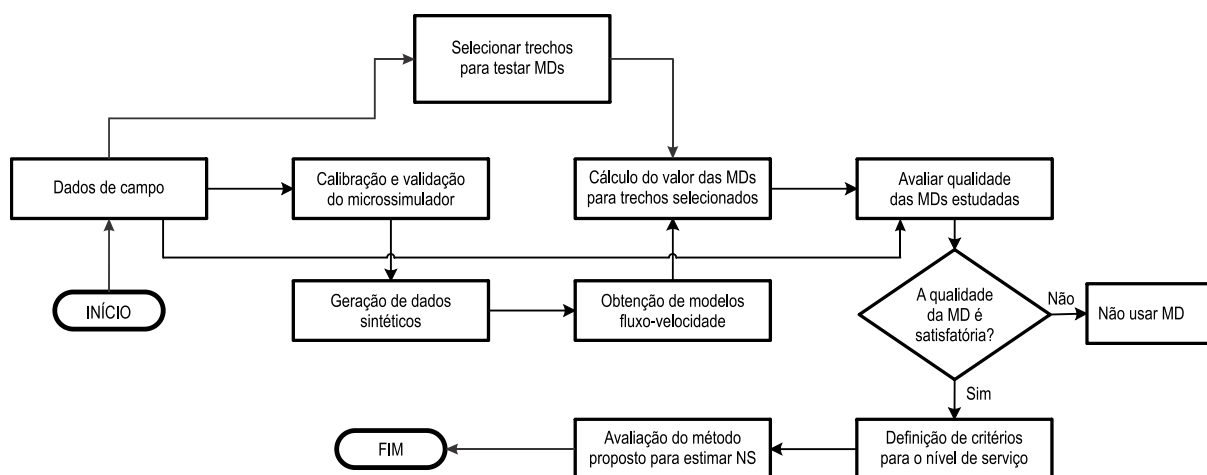 Selecionar trechos
para testar MDs
Dados de campo
Calibração e validação
do microssimulador
Cálculo do valor das MDs
para trechos selecionados
Avaliar qualidade
das MDs estudadas
INÍCIO
Geração de dados
sintéticos
Obtenção de modelos
fluxo-velocidade
A qualidade
da MD é
satisfatória?
Não
Não usar MD
Sim
FIM
Avaliação do método
proposto para estimar NS
Definição de critérios
para o nível de serviço